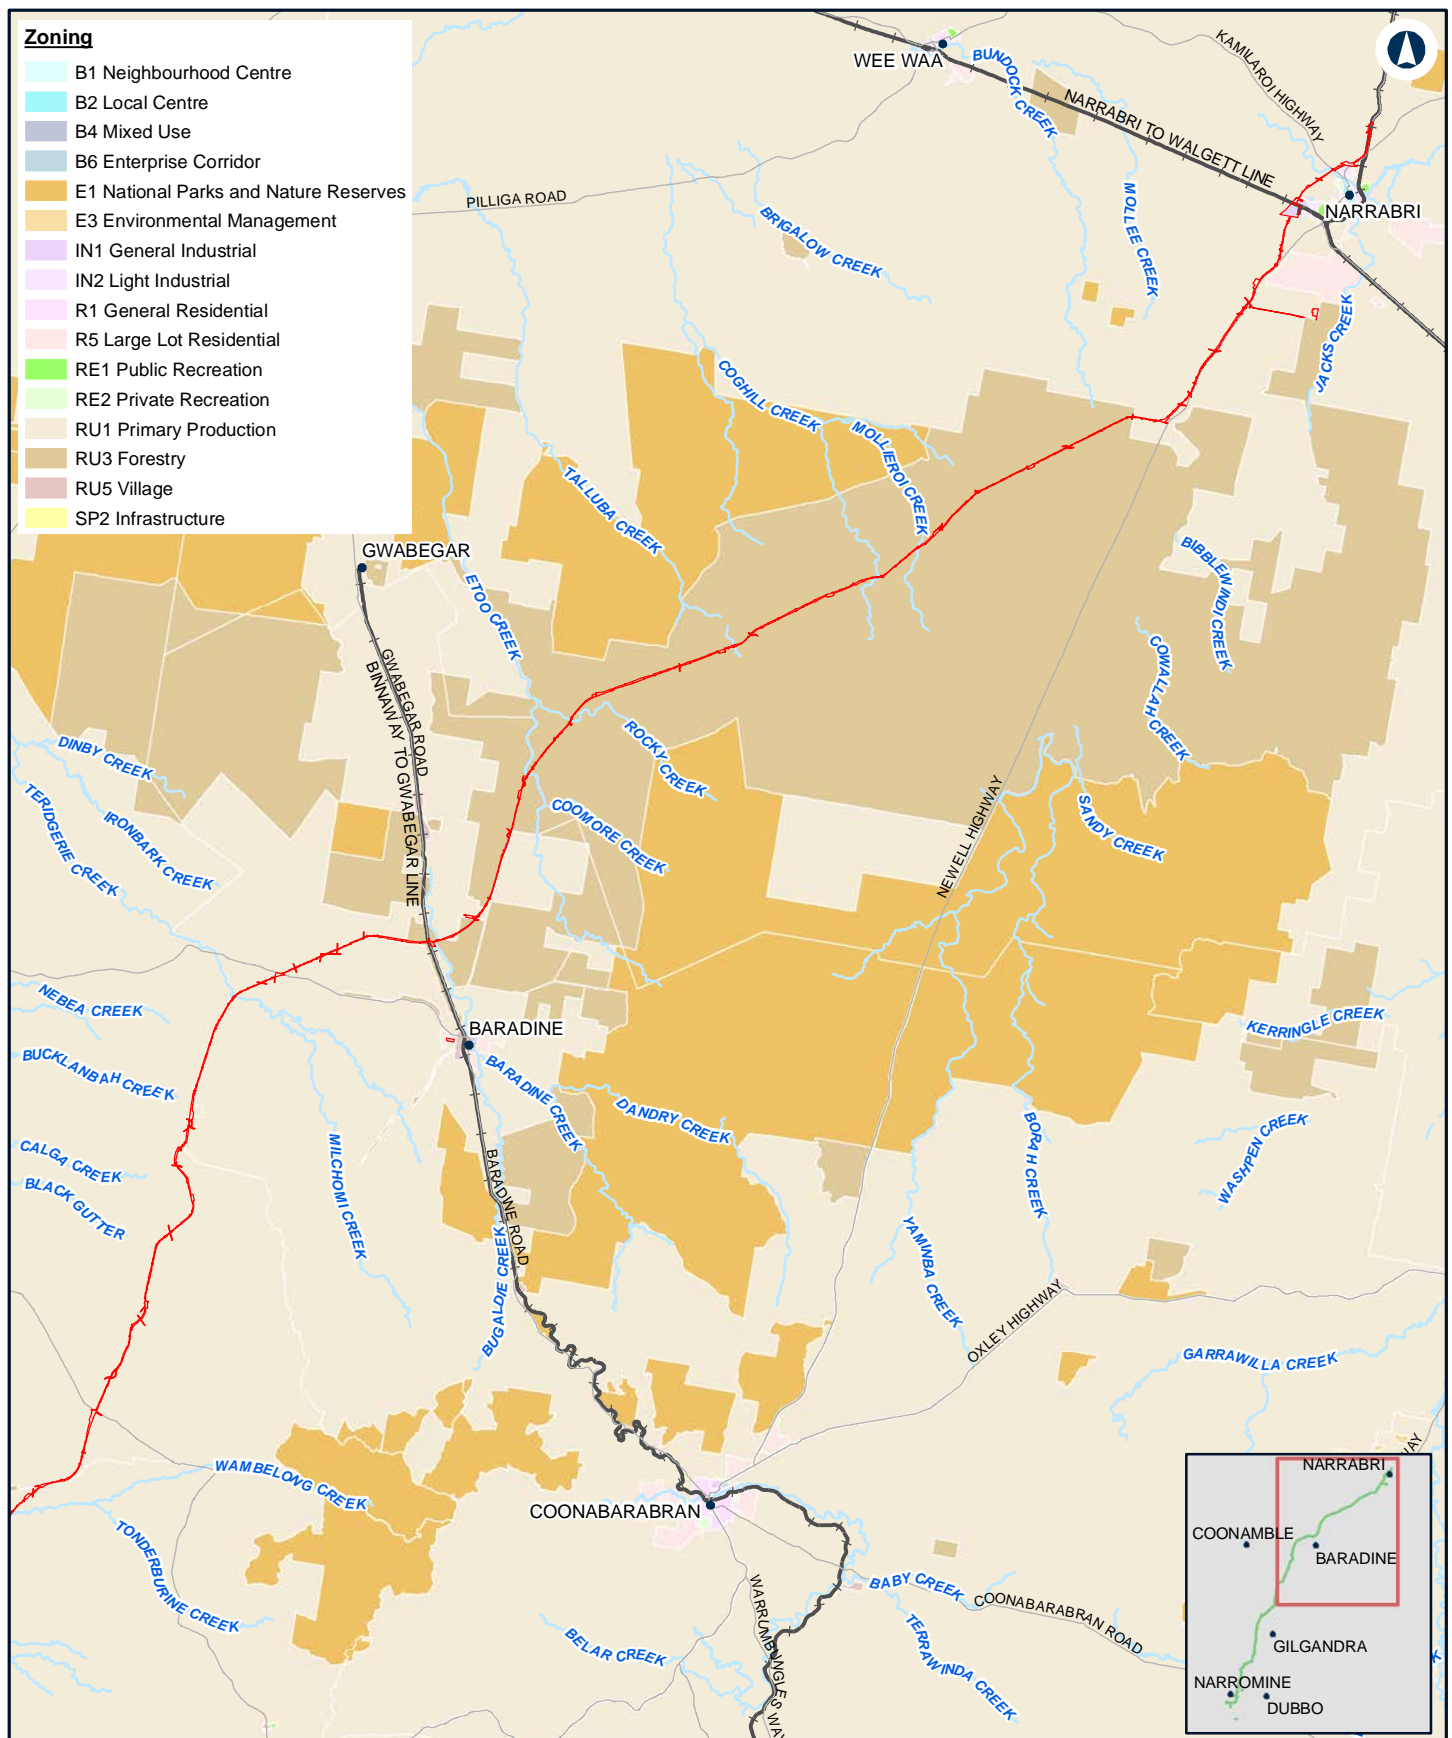 Zoning
B1 Neighbourhood Centre
B2 Local Centre
B4 Mixed Use
B6 Enterprise Corridor
E1 National Parks and Nature Reserves
E3 Environmental Management
IN1 General Industrial
IN2 Light Industrial
R1 General Residential
R5 Large Lot Residential
RE1 Public Recreation
RE2 Private Recreation
RU1 Primary Production
RU3 Forestry
RU5 Village
SP2 Infrastructure
WEE WAA
BUNDOCK CREEK
KAMILAROI HIGHWAY
NARRABRI TO WALGETT LINE
PILLIGA ROAD
BRIGALOW CREEK
MOLLEE CREEK
NARRABRI
JACKS CREEK
COGHILL CREEK
MOLLIEROI CREEK
TALLUBA CREEK
GWABEGAR
ETOO CREEK
BIBBLEWINDI CREEK
COWALLAH CREEK
GWABEGAR ROAD
BINNAWAY TO GWABEGAR LINE
ROCKY CREEK
DINBY CREEK
TERIDGERIE CREEK
IRONBARK CREEK
COOMORE CREEK
NEWELL HIGHWAY
SANDY CREEK
NEBEA CREEK
BUCKLANBAH CREEK
BARADINE
KERRINGLE CREEK
BARADINE CREEK
DANDRY CREEK
CALGA CREEK
BLACK GUTTER
MILCHOMI CREEK
BORAH CREEK
WASHPEN CREEK
BARADINE ROAD
BUGALDIE CREEK
YAMINBA CREEK
OXLEY HIGHWAY
GARRAWILLA CREEK
WAMBELONG CREEK
COONABARABRAN
TONDERBURINE CREEK
BABY CREEK
COONABARABRAN ROAD
WARRUMBUNGLES WAY
TERRAWINDA CREEK
BELAR CREEK
WAY
NARRABRI
COONAMBLE
BARADINE
GILGANDRA
NARROMINE
DUBBO